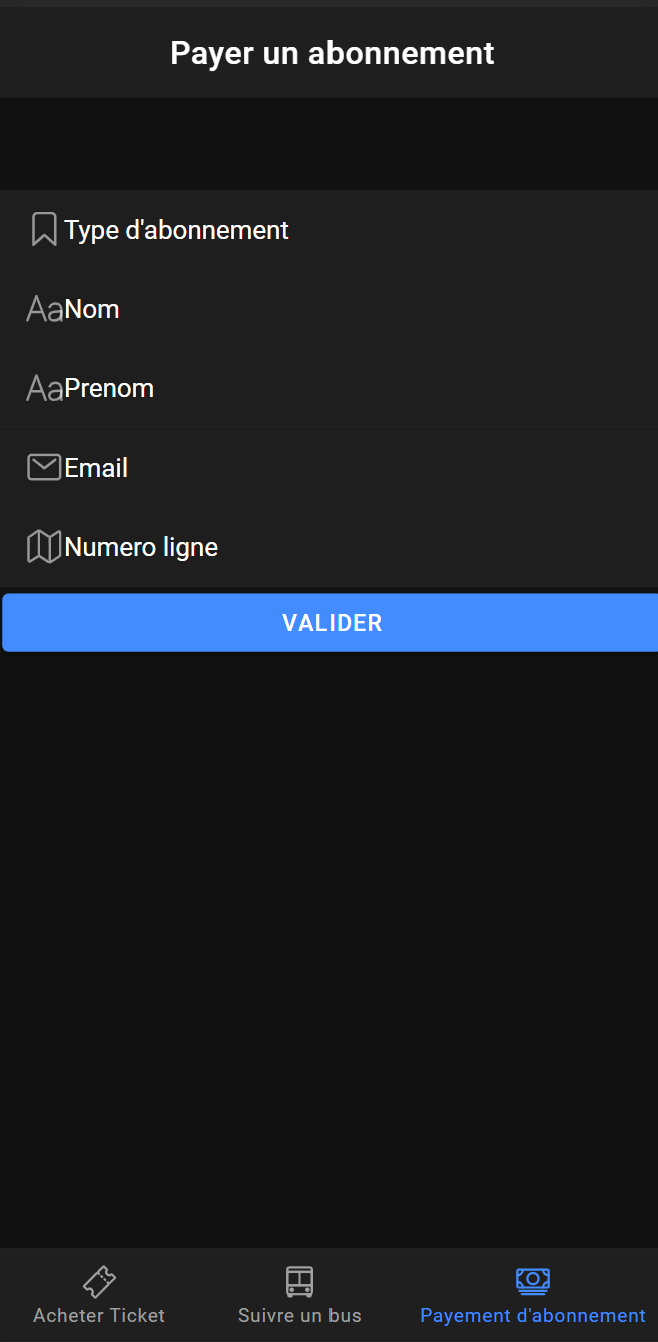 Payer un abonnement
Type d'abonnement
Nom
Prenom
Email
Numero ligne
VALIDER
Acheter Ticket
Suivre un bus
Payement d'abonnement